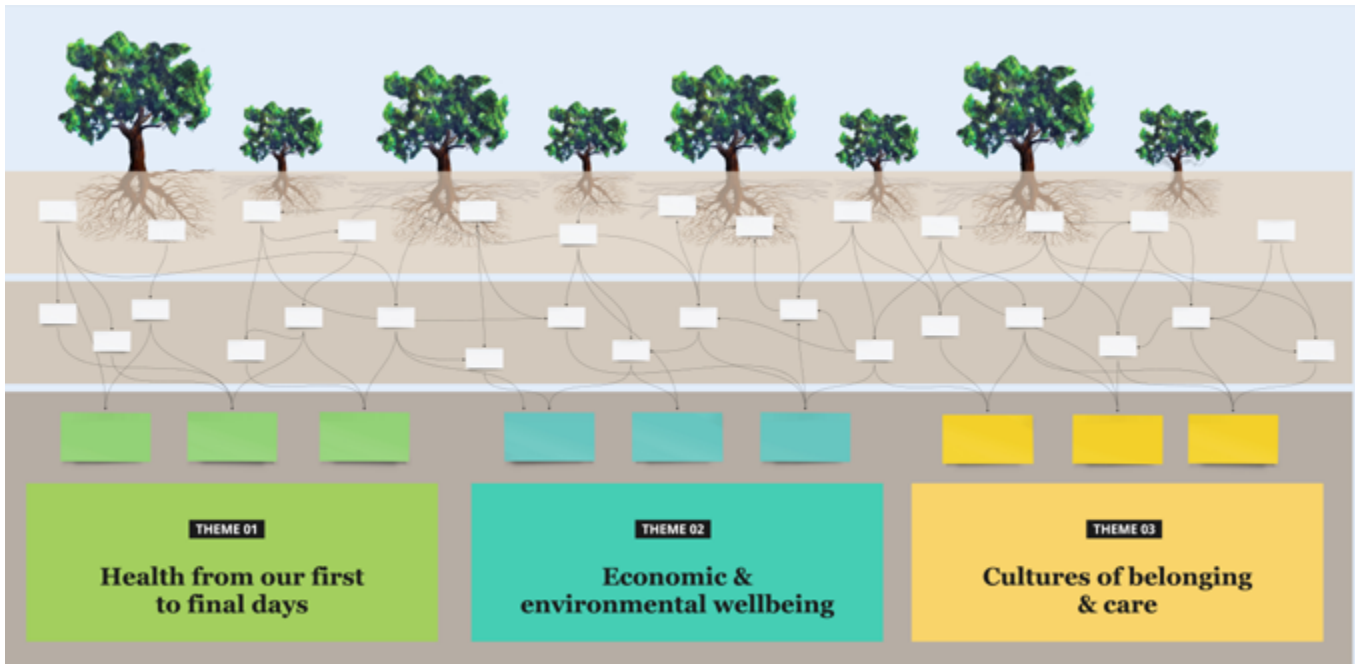 THEME 01
Health from our first
to final days
THEME 02
Economic &
environmental wellbeing
THEME 03
Cultures of belonging
& care